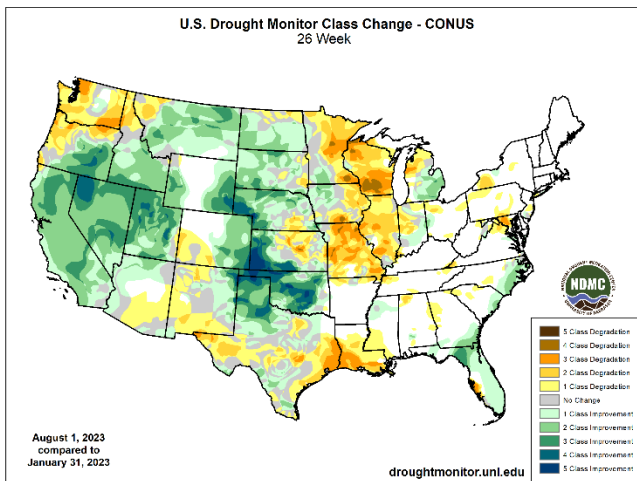 U.S. Drought Monitor Class Change - CONUS
26 Week
NDMC
5 Class Degradation
4 Class Degradation
3 Class Degradation
2 Class Degradation
1 Class Degradation
No Change
1 Class Improvement
2 Class Improvement
3 Class Improvement
4 Class Improvement
5 Class Improvement
August 1, 2023
compared to
January 31, 2023
droughtmonitor.unl.edu